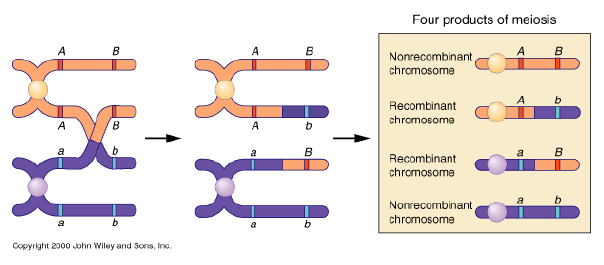 Four products of meiosis
A B
A B
a b
a b
A B
A b
a B
a b
Nonrecombinant
chromosome
A B
Recombinant
chromosome
A b
Recombinant
chromosome
a B
Nonrecombinant
chromosome
a b
Copyright 2000 John Wiley and Sons, Inc.